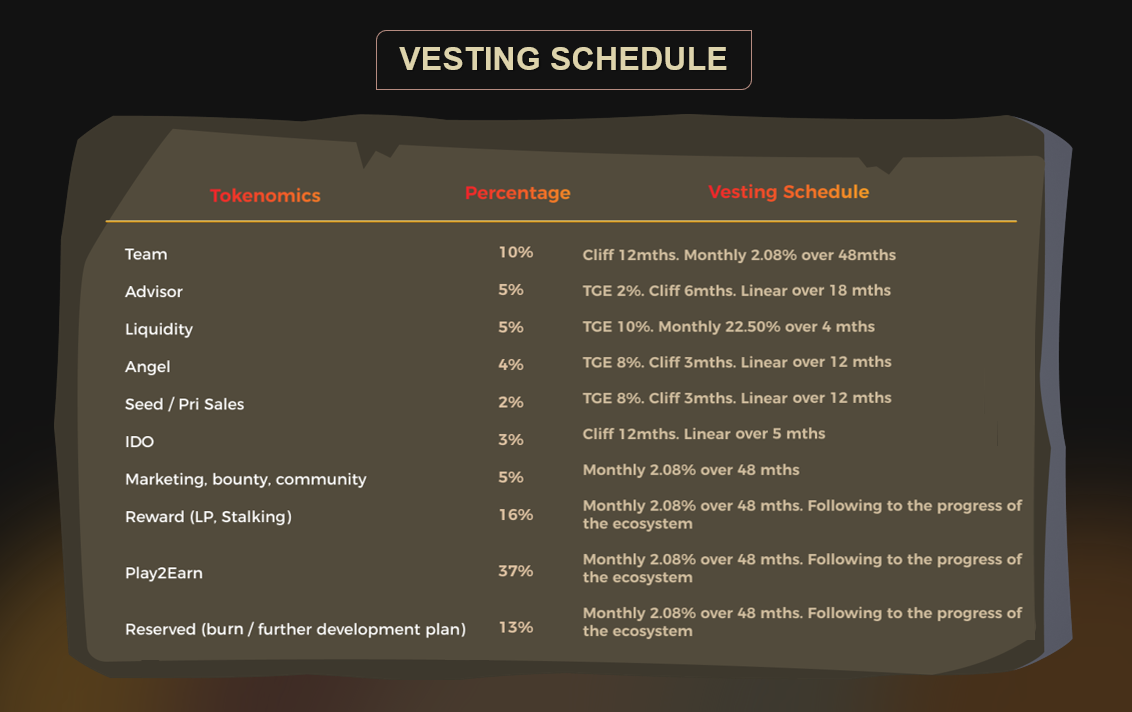 VESTING SCHEDULE
Tokenomics Percentage Vesting Schedule
Team 10% Cliff 12mths. Monthly 2.08% over 48mths
Advisor 5% TGE 2%. Cliff 6mths. Linear over 18 mths
Liquidity 5% TGE 10%. Monthly 22.50% over 4 mths
Angel 4% TGE 8%. Cliff 3mths. Linear over 12 mths
Seed / Pri Sales 2% TGE 8%. Cliff 3mths. Linear over 12 mths
IDO 3% Cliff 12mths. Linear over 5 mths
Marketing, bounty, community 5% Monthly 2.08% over 48 mths
Reward (LP, Stalking) 16% Monthly 2.08% over 48 mths. Following to the progress of
the ecosystem
Play2Earn 37% Monthly 2.08% over 48 mths. Following to the progress of
the ecosystem
Reserved (burn / further development plan) 13% Monthly 2.08% over 48 mths. Following to the progress of
the ecosystem